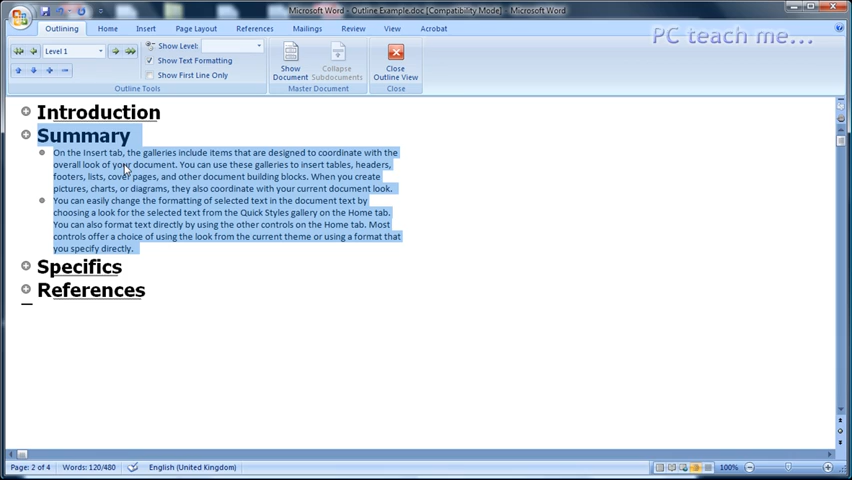 Microsoft Word - Outline Example.doc [Compatibility Mode] - Microsoft Word
PC teach me...
Outlining Home Insert Page Layout References Mailings Review View Acrobat
Level 1
Show Level:
Show Text Formatting
Show First Line Only
Outline Tools
Show Document
Collapse Subdocuments
Master Document
Close Outline View
Close
Introduction
Summary
On the Insert tab, the galleries include items that are designed to coordinate with the
overall look of your document. You can use these galleries to insert tables, headers,
footers, lists, cover pages, and other document building blocks. When you create
pictures, charts, or diagrams, they also coordinate with your current document look.
You can easily change the formatting of selected text in the document text by
choosing a look for the selected text from the Quick Styles gallery on the Home tab.
You can also format text directly by using the other controls on the Home tab. Most
controls offer a choice of using the look from the current theme or using a format that
you specify directly.
Specifics
References
Page: 2 of 4 Words: 120/480 English (United Kingdom) 100%